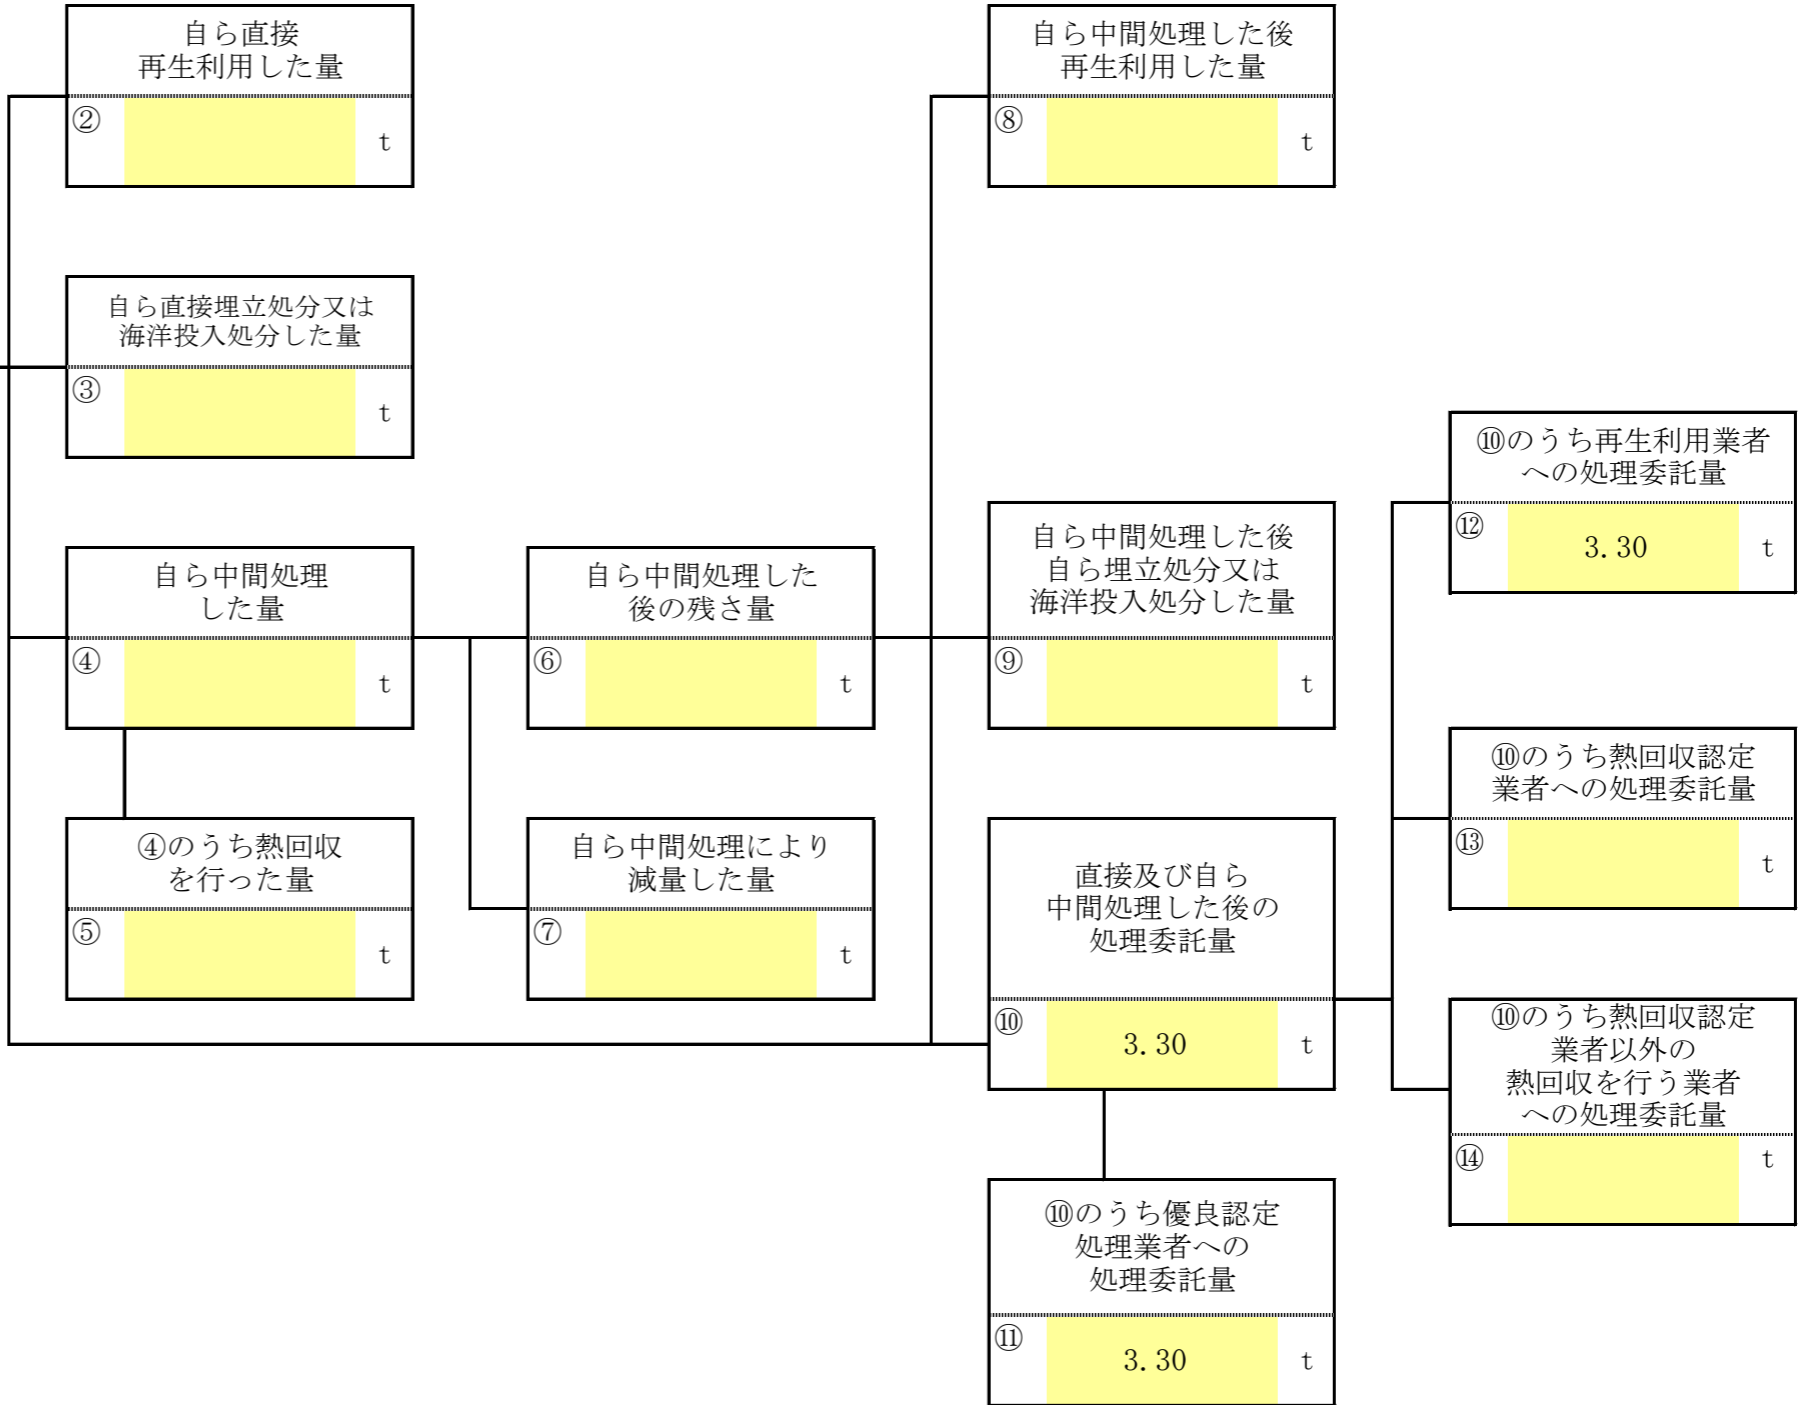 自ら直接
再生利用した量
② t
自ら中間処理した後
再生利用した量
⑧ t
自ら直接埋立処分又は
海洋投入処分した量
③ t
⑩のうち再生利用業者
への処理委託量
⑫ 3.30 t
自ら中間処理
した量
④ t
自ら中間処理した
後の残さ量
⑥ t
自ら中間処理した後
自ら埋立処分又は
海洋投入処分した量
⑨ t
⑩のうち熱回収認定
業者への処理委託量
⑬ t
④のうち熱回収
を行った量
⑤ t
自ら中間処理により
減量した量
⑦ t
直接及び自ら
中間処理した後の
処理委託量
⑩ 3.30 t
⑩のうち熱回収認定
業者以外の
熱回収を行う業者
への処理委託量
⑭ t
⑩のうち優良認定
処理業者への
処理委託量
⑪ 3.30 t